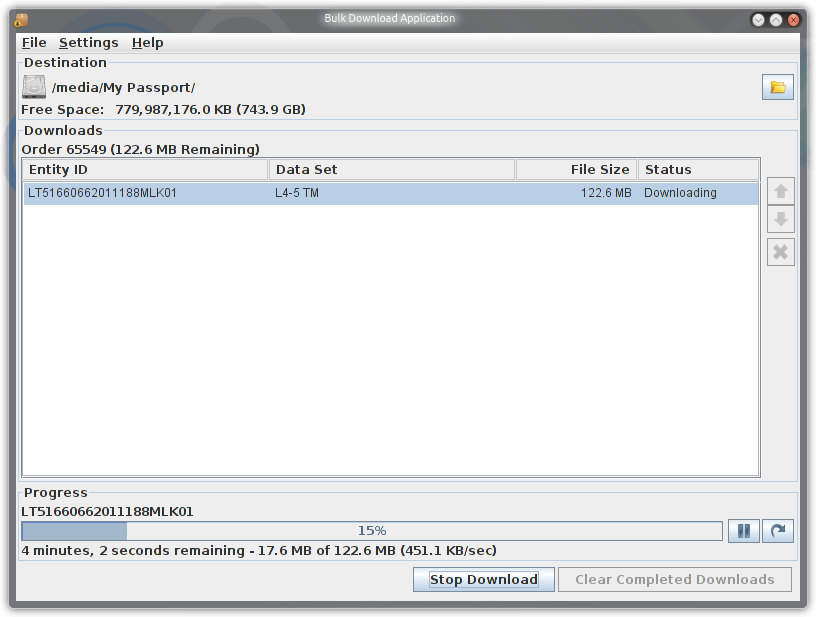 Bulk Download Application
File Settings Help
Destination
/media/My Passport/
Free Space: 779,987,176.0 KB (743.9 GB)
Downloads
Order 65549 (122.6 MB Remaining)
Entity ID Data Set File Size Status
LT51660662011188MLK01 L4-5 TM 122.6 MB Downloading
Progress
LT51660662011188MLK01
15%
4 minutes, 2 seconds remaining - 17.6 MB of 122.6 MB (451.1 KB/sec)
Stop Download Clear Completed Downloads